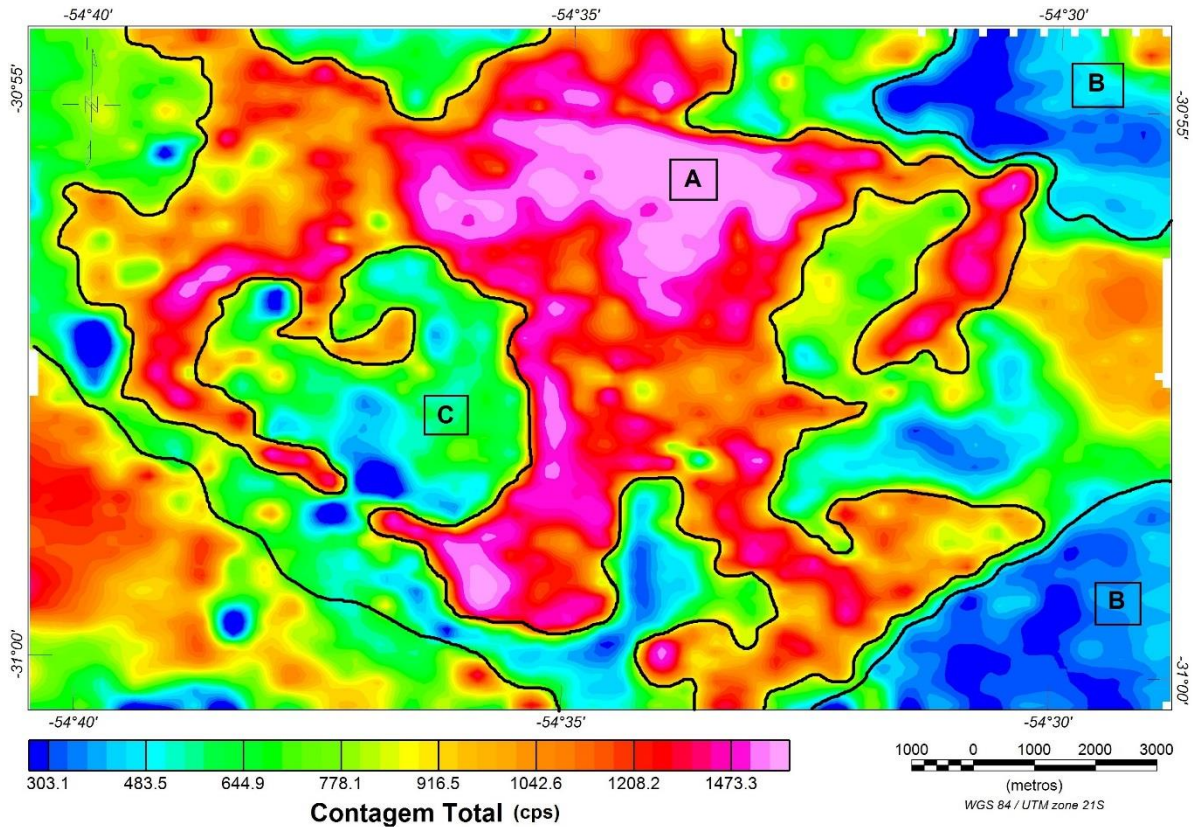 -54°40' -54°35' -54°30'
-30°55' B -30°55'
A
C
B
-31°00' -31°00'
-54°40' -54°35' -54°30'
303.1 483.5 644.9 778.1 916.5 1042.6 1208.2 1473.3
Contagem Total (cps)
1000 0 1000 2000 3000
(metros)
WGS 84 / UTM zone 21S